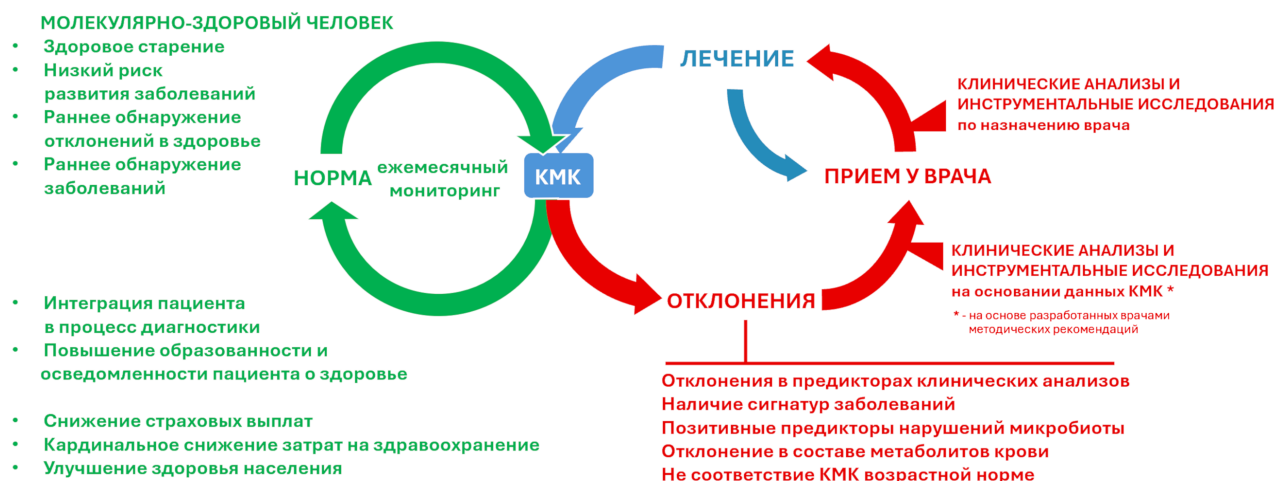 МОЛЕКУЛЯРНО-ЗДОРОВЫЙ ЧЕЛОВЕК
• Здоровое старение
• Низкий риск
развития заболеваний
• Раннее обнаружение
отклонений в здоровье
• Раннее обнаружение
заболеваний
НОРМА
ежемесячный
мониторинг
КМК
ЛЕЧЕНИЕ
КЛИНИЧЕСКИЕ АНАЛИЗЫ И
ИНСТРУМЕНТАЛЬНЫЕ ИССЛЕДОВАНИЯ
по назначению врача
ПРИЕМ У ВРАЧА
КЛИНИЧЕСКИЕ АНАЛИЗЫ И
ИНСТРУМЕНТАЛЬНЫЕ ИССЛЕДОВАНИЯ
на основании данных КМК *
* - на основе разработанных врачами
методических рекомендаций
ОТКЛОНЕНИЯ
Отклонения в предикторах клинических анализов
Наличие сигнатур заболеваний
Позитивные предикторы нарушений микробиоты
Отклонение в составе метаболитов крови
Не соответствие КМК возрастной норме
• Интеграция пациента
в процесс диагностики
• Повышение образованности и
осведомленности пациента о здоровье
• Снижение страховых выплат
• Кардинальное снижение затрат на здравоохранение
• Улучшение здоровья населения